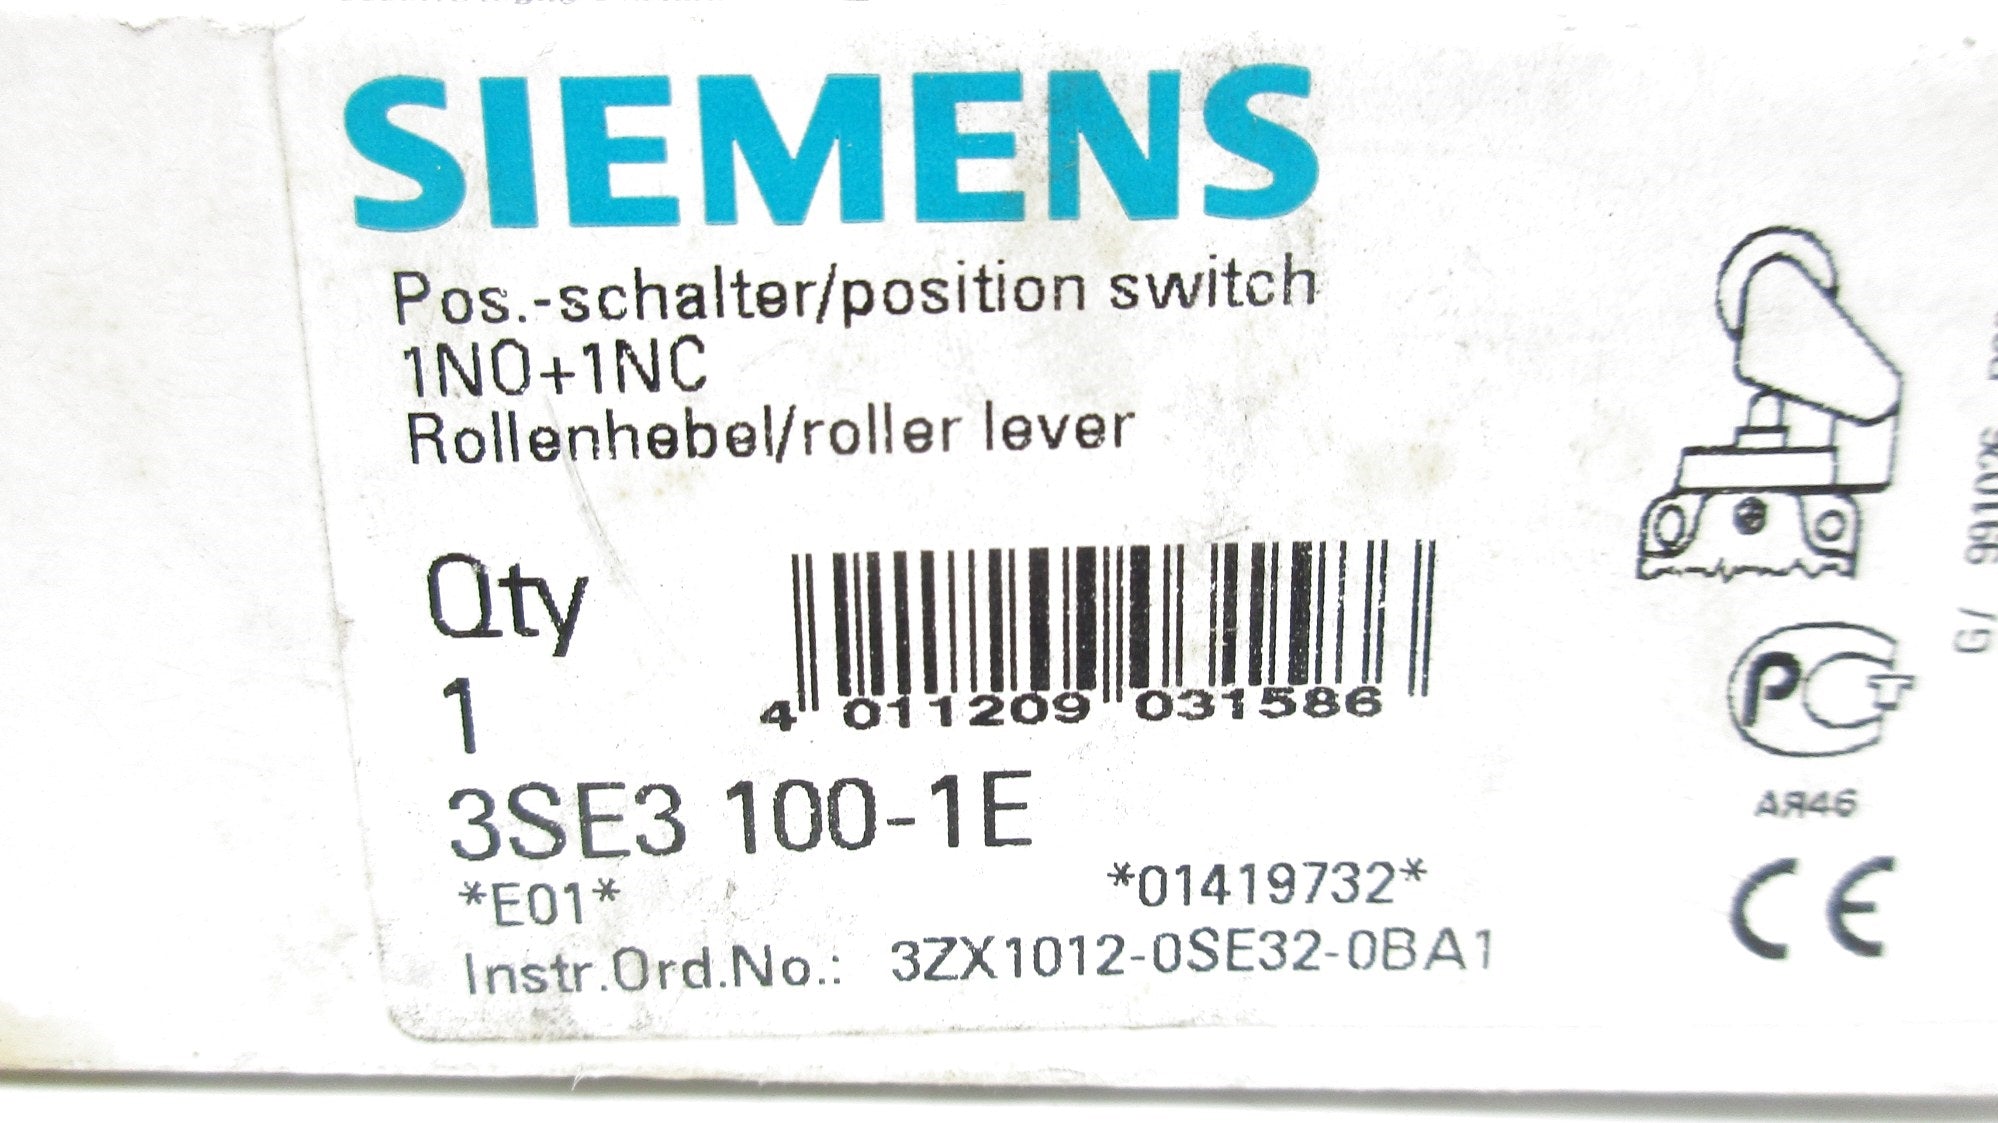 SIEMENS
Pos.-schalter/position switch
1NO+1NC
Rollenhebel/roller lever
Qty
1
4 011209 031586
3SE3 100-1E
*E01*
*01419732*
Instr.Ord.No.: 3ZX1012-0SE32-0BA1
АЯ46
CE